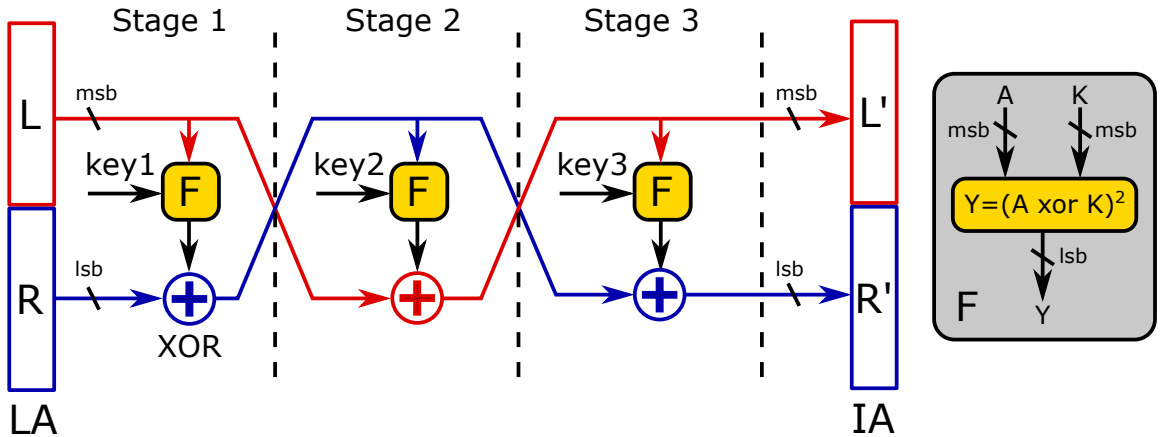 Stage 1 Stage 2 Stage 3
L msb msb L' A K
msb msb
key1 F key2 F key3 F
Y=(A xor K)²
R lsb lsb R' lsb
XOR F Y
LA IA